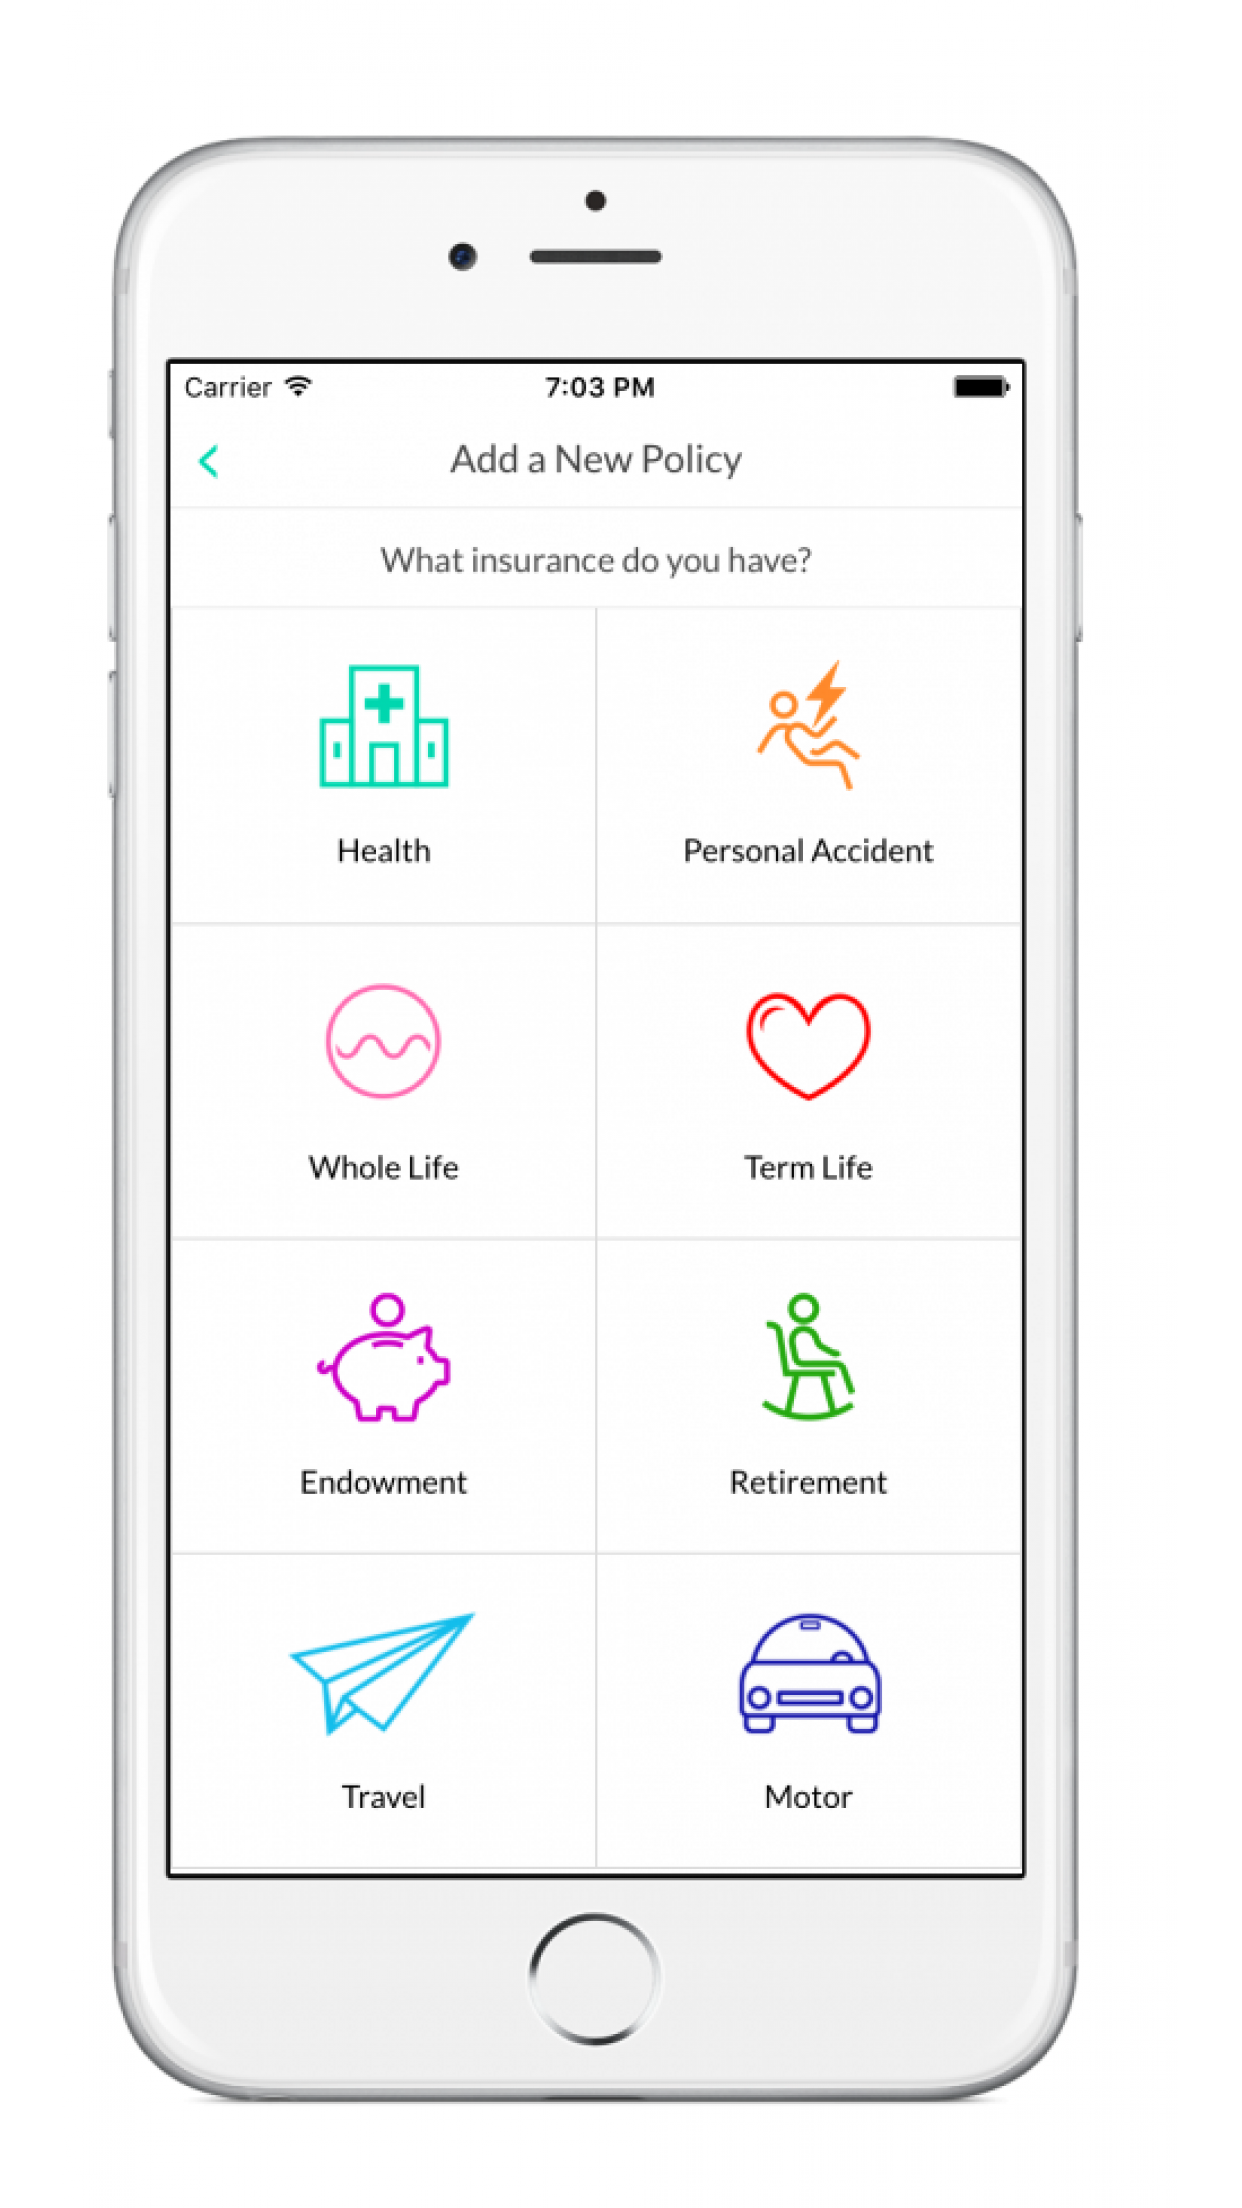 Carrier 7:03 PM
Add a New Policy
What insurance do you have?
Health Personal Accident
Whole Life Term Life
Endowment Retirement
Travel Motor